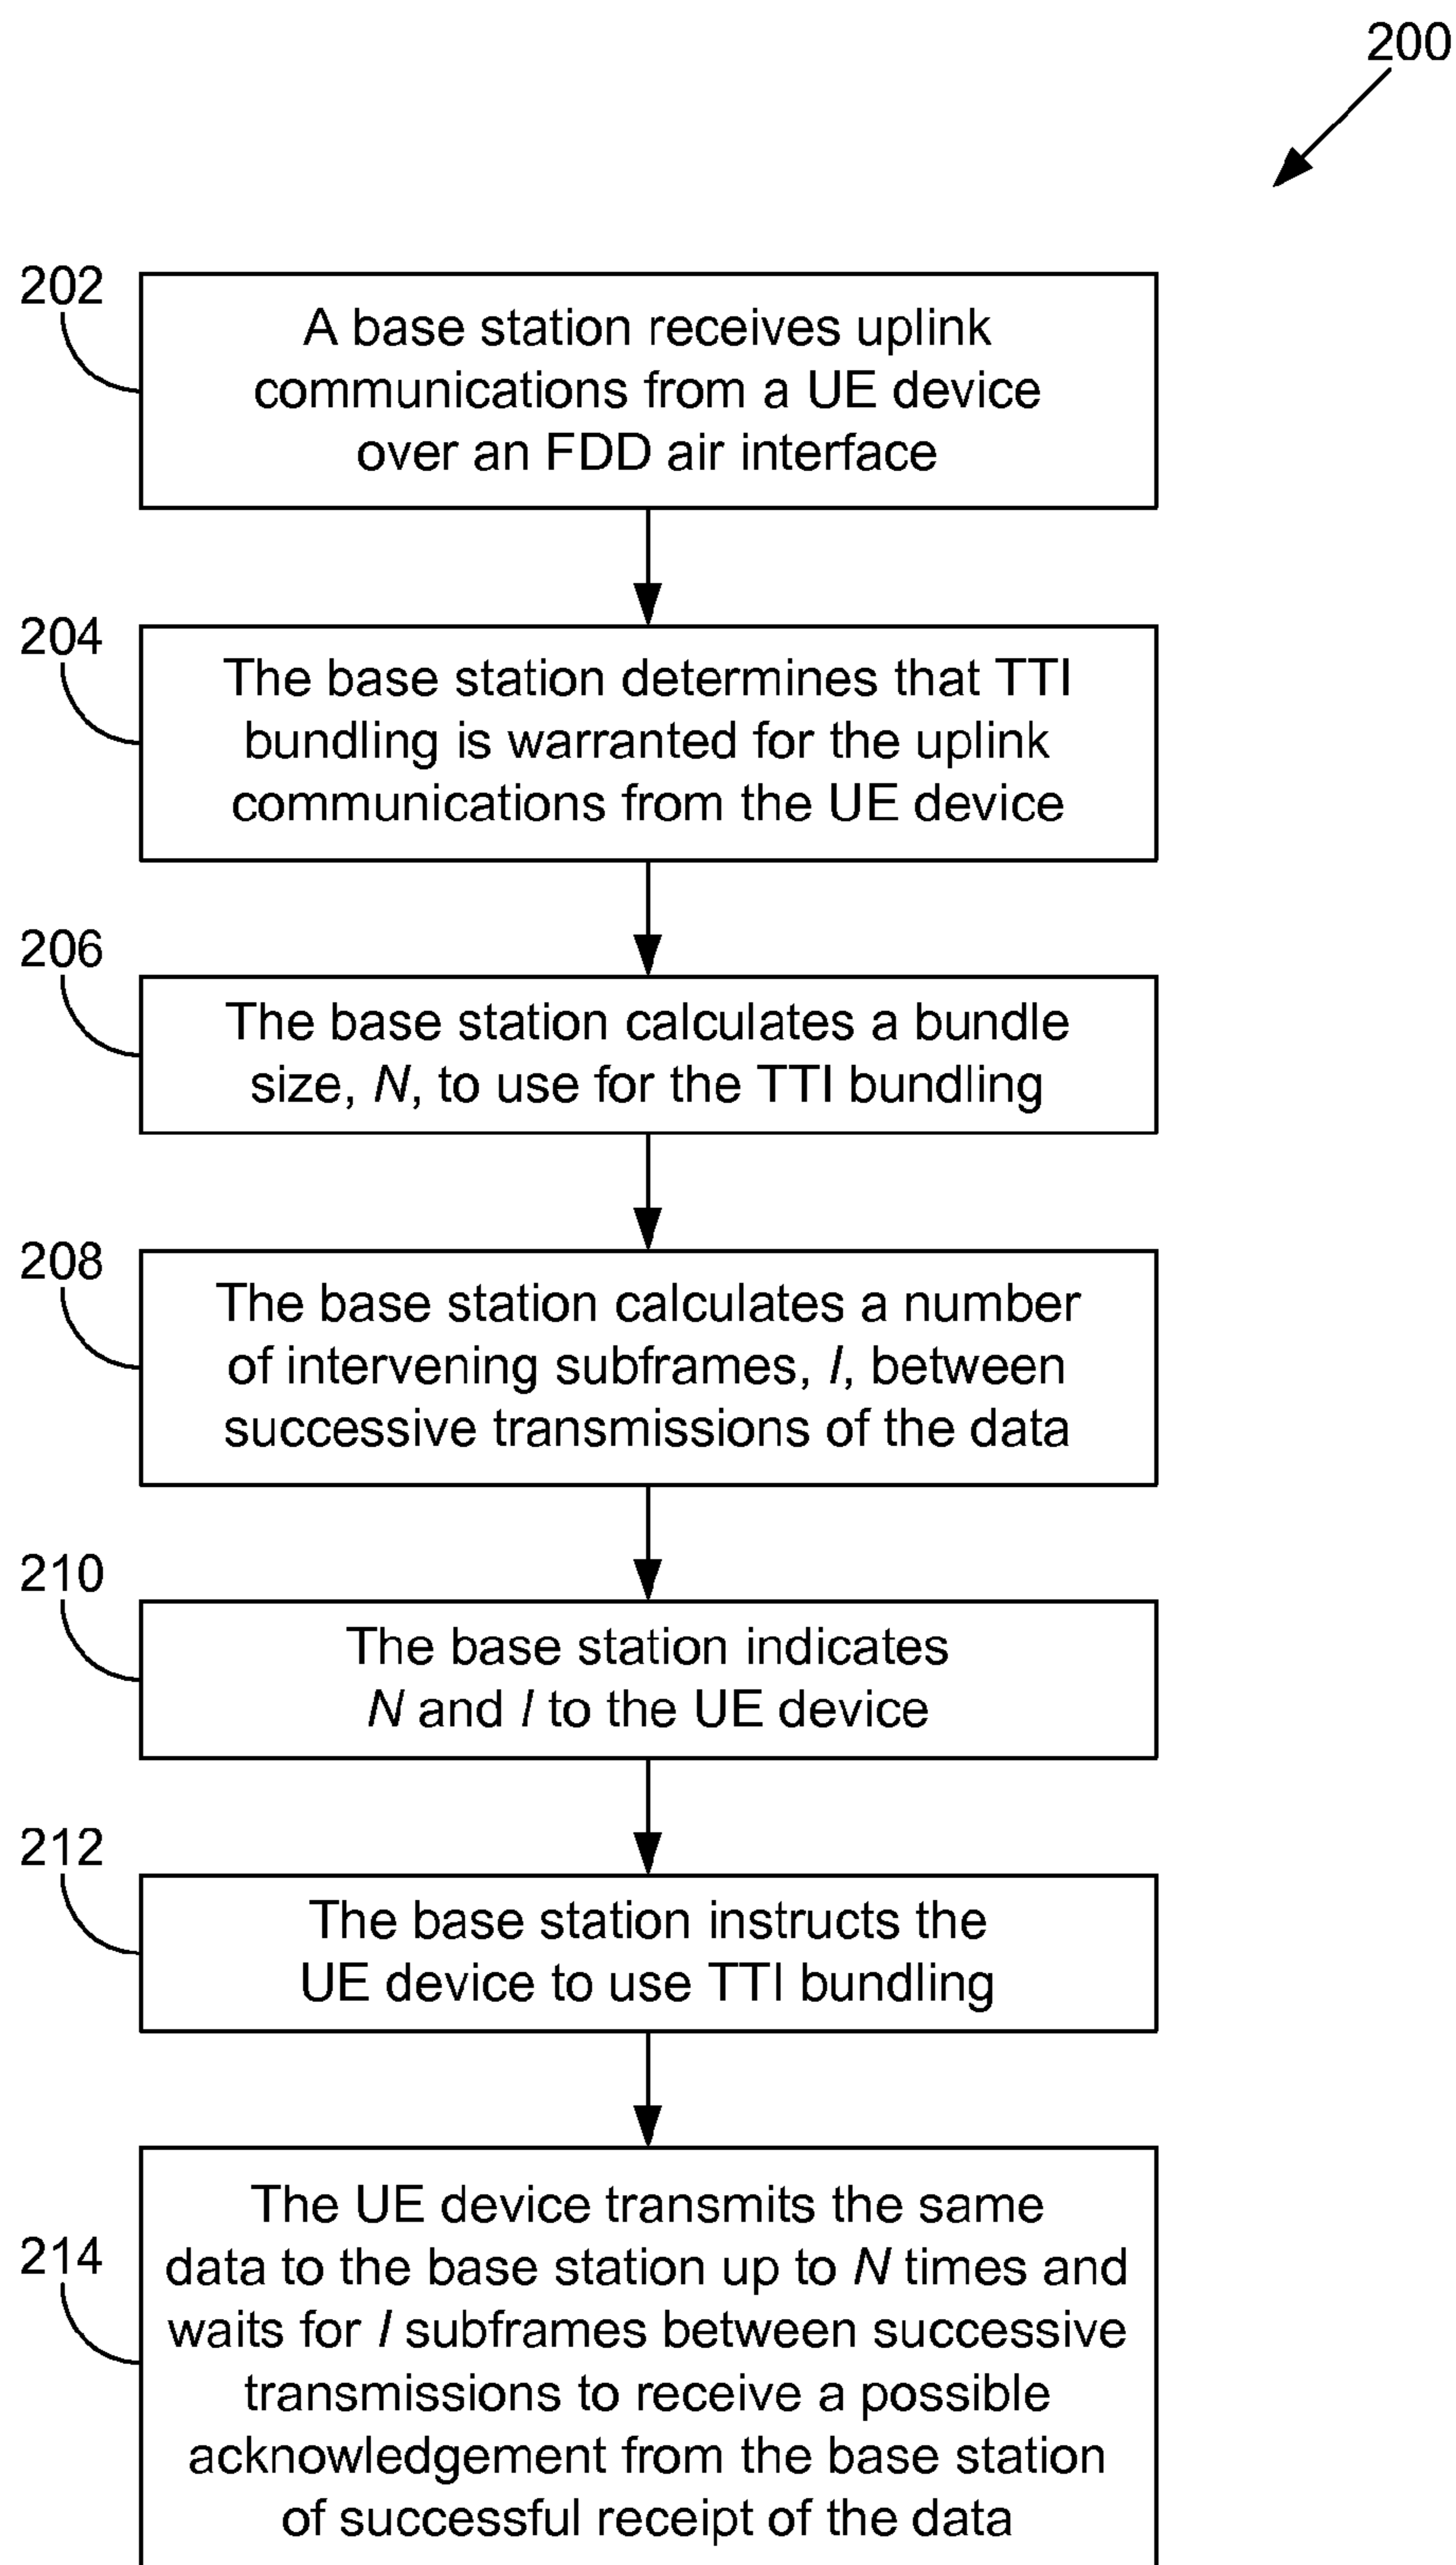 200
202
A base station receives uplink
communications from a UE device
over an FDD air interface
204
The base station determines that TTI
bundling is warranted for the uplink
communications from the UE device
206
The base station calculates a bundle
size, N, to use for the TTI bundling
208
The base station calculates a number
of intervening subframes, I, between
successive transmissions of the data
210
The base station indicates
N and I to the UE device
212
The base station instructs the
UE device to use TTI bundling
214
The UE device transmits the same
data to the base station up to N times and
waits for I subframes between successive
transmissions to receive a possible
acknowledgement from the base station
of successful receipt of the data